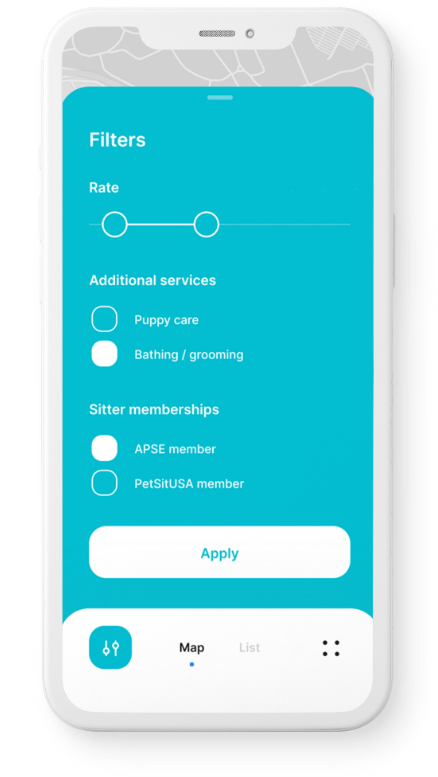 Filters
Rate
Additional services
Puppy care
Bathing / grooming
Sitter memberships
APSE member
PetSitUSA member
Apply
Map List